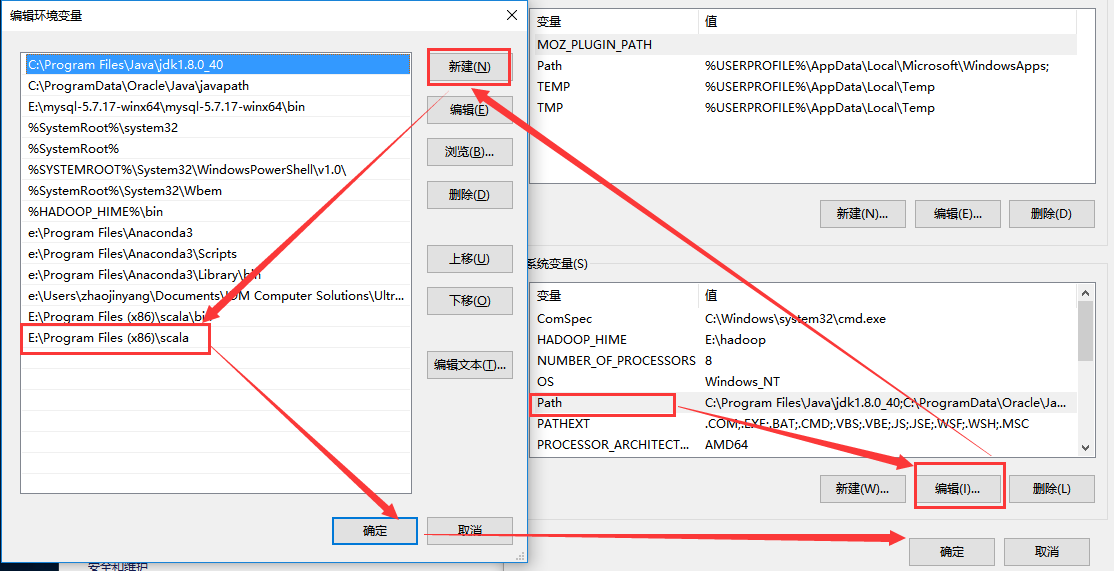 编辑环境变量
C:\Program Files\Java\jdk1.8.0_40
C:\ProgramData\Oracle\Java\javapath
E:\mysql-5.7.17-winx64\mysql-5.7.17-winx64\bin
%SystemRoot%\system32
%SystemRoot%
%SYSTEMROOT%\System32\WindowsPowerShell\v1.0\
%SystemRoot%\System32\Wbem
%HADOOP_HIME%\bin
e:\Program Files\Anaconda3
e:\Program Files\Anaconda3\Scripts
e:\Program Files\Anaconda3\Library\bin
e:\Users\zhaojinyang\Documents\IDM Computer Solutions\Ultr...
E:\Program Files (x86)\scala\bin
E:\Program Files (x86)\scala
新建(N)
编辑(E)
浏览(B)...
删除(D)
上移(U)
下移(O)
编辑文本(T)...
确定
取消
变量 值
MOZ_PLUGIN_PATH
Path %USERPROFILE%\AppData\Local\Microsoft\WindowsApps;
TEMP %USERPROFILE%\AppData\Local\Temp
TMP %USERPROFILE%\AppData\Local\Temp
新建(N)... 编辑(E)... 删除(D)
系统变量(S)
变量 值
ComSpec C:\Windows\system32\cmd.exe
HADOOP_HIME E:\hadoop
NUMBER_OF_PROCESSORS 8
OS Windows_NT
Path C:\Program Files\Java\jdk1.8.0_40;C:\ProgramData\Oracle\Ja...
PATHEXT .COM;.EXE;.BAT;.CMD;.VBS;.VBE;.JS;.JSE;.WSF;.WSH;.MSC
PROCESSOR_ARCHITECT... AMD64
新建(W)... 编辑(I)... 删除(L)
确定 取消
安全和维护